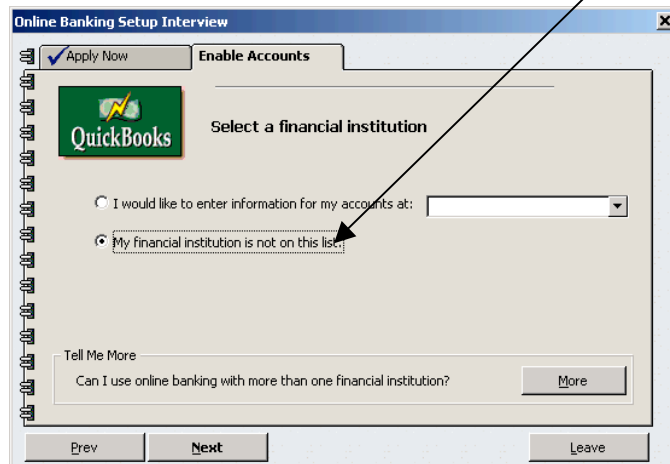 Online Banking Setup Interview
Apply Now
Enable Accounts
QuickBooks
Select a financial institution
I would like to enter information for my accounts at:
My financial institution is not on this list.
Tell Me More
Can I use online banking with more than one financial institution?
More
Prev
Next
Leave